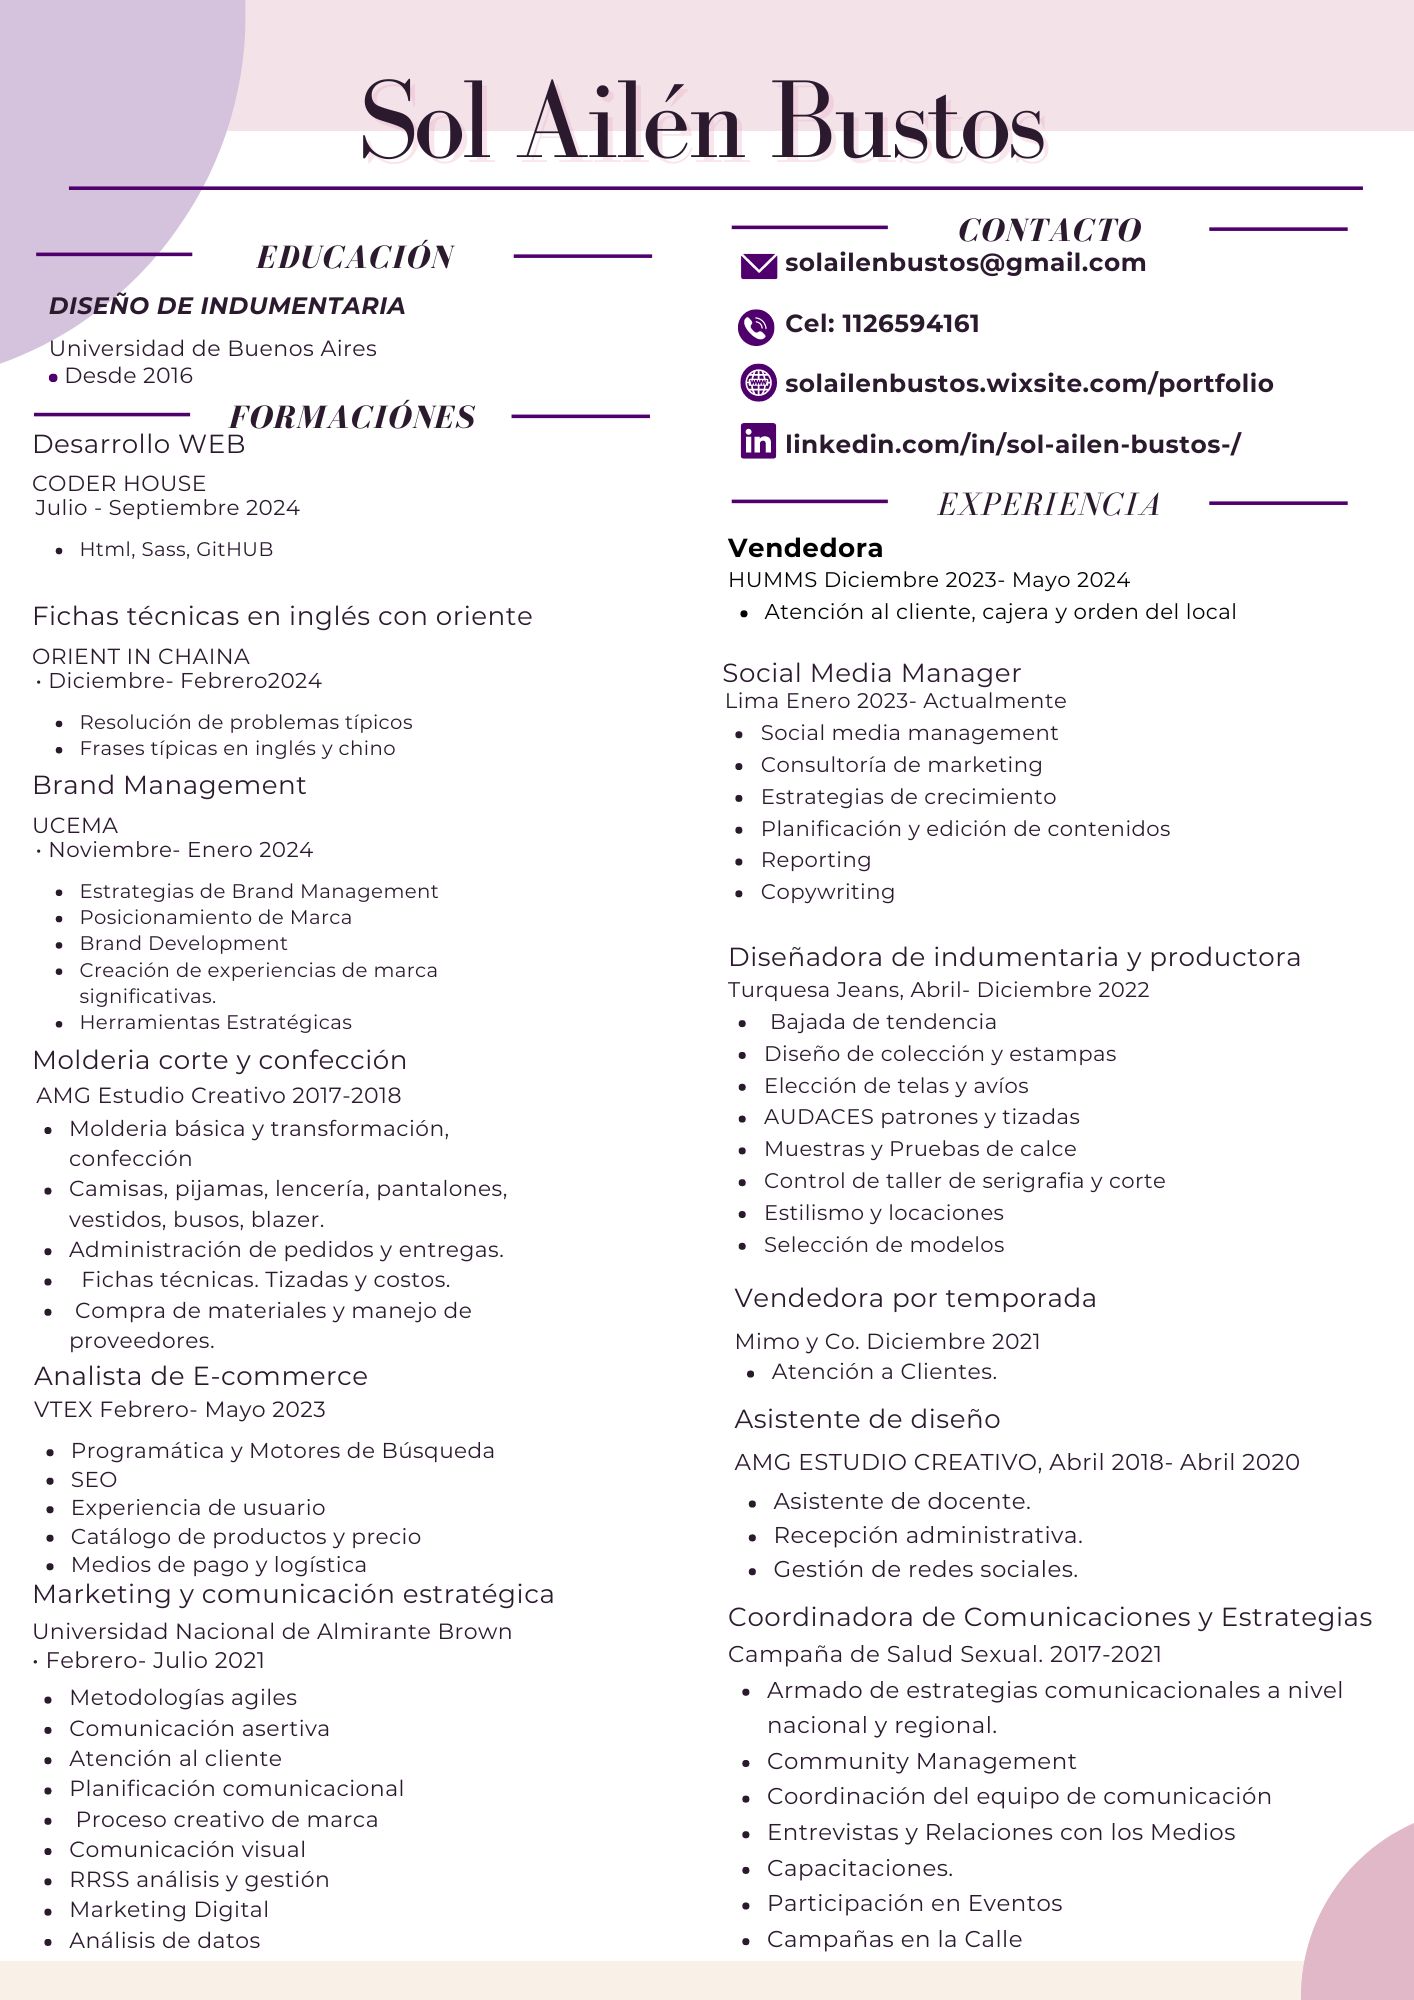 Sol Ailén Bustos
EDUCACIÓN
DISEÑO DE INDUMENTARIA
Universidad de Buenos Aires
• Desde 2016
FORMACIÓNES
Desarrollo WEB
CODER HOUSE
Julio - Septiembre 2024
• Html, Sass, GitHUB
Fichas técnicas en inglés con oriente
ORIENT IN CHAINA
· Diciembre- Febrero2024
• Resolución de problemas típicos
• Frases típicas en inglés y chino
Brand Management
UCEMA
· Noviembre- Enero 2024
• Estrategias de Brand Management
• Posicionamiento de Marca
• Brand Development
• Creación de experiencias de marca
significativas.
• Herramientas Estratégicas
Molderia corte y confección
AMG Estudio Creativo 2017-2018
• Molderia básica y transformación,
confección
• Camisas, pijamas, lencería, pantalones,
vestidos, busos, blazer.
• Administración de pedidos y entregas.
• Fichas técnicas. Tizadas y costos.
• Compra de materiales y manejo de
proveedores.
Analista de E-commerce
VTEX Febrero- Mayo 2023
• Programática y Motores de Búsqueda
• SEO
• Experiencia de usuario
• Catálogo de productos y precio
• Medios de pago y logística
Marketing y comunicación estratégica
Universidad Nacional de Almirante Brown
· Febrero- Julio 2021
• Metodologías agiles
• Comunicación asertiva
• Atención al cliente
• Planificación comunicacional
• Proceso creativo de marca
• Comunicación visual
• RRSS análisis y gestión
• Marketing Digital
• Análisis de datos
CONTACTO
solailenbustos@gmail.com
Cel: 1126594161
solailenbustos.wixsite.com/portfolio
linkedin.com/in/sol-ailen-bustos-/
EXPERIENCIA
Vendedora
HUMMS Diciembre 2023- Mayo 2024
• Atención al cliente, cajera y orden del local
Social Media Manager
Lima Enero 2023- Actualmente
• Social media management
• Consultoría de marketing
• Estrategias de crecimiento
• Planificación y edición de contenidos
• Reporting
• Copywriting
Diseñadora de indumentaria y productora
Turquesa Jeans, Abril- Diciembre 2022
• Bajada de tendencia
• Diseño de colección y estampas
• Elección de telas y avíos
• AUDACES patrones y tizadas
• Muestras y Pruebas de calce
• Control de taller de serigrafia y corte
• Estilismo y locaciones
• Selección de modelos
Vendedora por temporada
Mimo y Co. Diciembre 2021
• Atención a Clientes.
Asistente de diseño
AMG ESTUDIO CREATIVO, Abril 2018- Abril 2020
• Asistente de docente.
• Recepción administrativa.
• Gestión de redes sociales.
Coordinadora de Comunicaciones y Estrategias
Campaña de Salud Sexual. 2017-2021
• Armado de estrategias comunicacionales a nivel
nacional y regional.
• Community Management
• Coordinación del equipo de comunicación
• Entrevistas y Relaciones con los Medios
• Capacitaciones.
• Participación en Eventos
• Campañas en la Calle